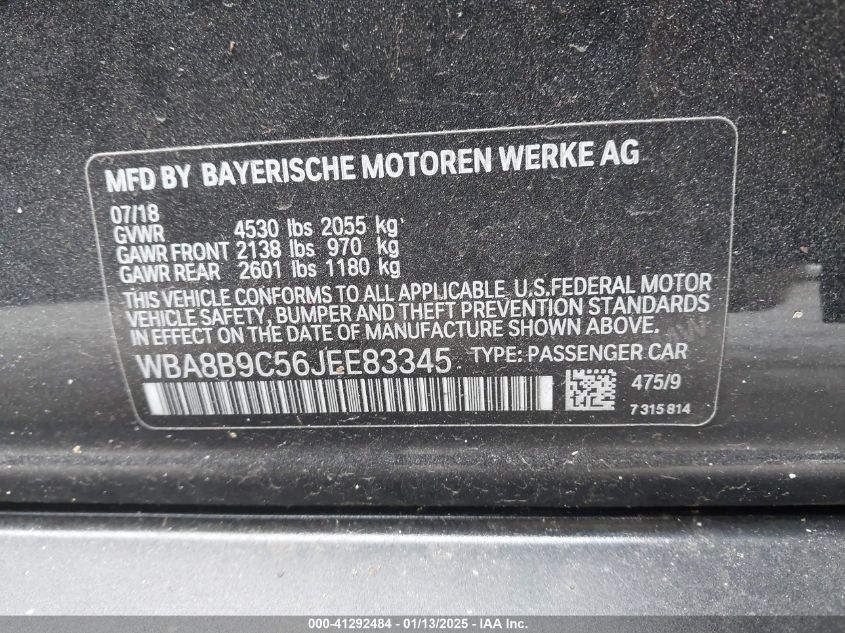 MFD BY BAYERISCHE MOTOREN WERKE AG
07/18
GVWR 4530 lbs 2055 kg
GAWR FRONT 2138 lbs 970 kg
GAWR REAR 2601 lbs 1180 kg
THIS VEHICLE CONFORMS TO ALL APPLICABLE U.S.FEDERAL MOTOR
VEHICLE SAFETY, BUMPER AND THEFT PREVENTION STANDARDS
IN EFFECT ON THE DATE OF MANUFACTURE SHOWN ABOVE.
WBA8B9C56JEE83345 TYPE: PASSENGER CAR
475/9
7 315 814
000-41292484 - 01/13/2025 - IAA Inc.